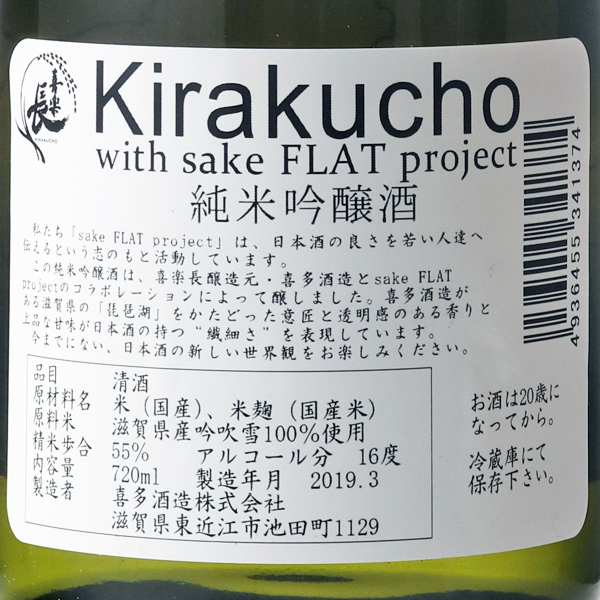 喜楽長
KIRAKUCHO
Kirakucho
with sake FLAT project
純米吟醸酒
私たち「sake FLAT project」は、日本酒の良さを若い人達へ
伝えるという志のもと活動しています。
この純米吟醸酒は、喜楽長醸造元・喜多酒造とsake FLAT
projectのコラボレーションによって醸しました。喜多酒造が
ある滋賀県の「琵琶湖」をかたどった意匠と透明感のある香りと
上品な甘味が日本酒の持つ“繊細さ”を表現しています。
今までにない、日本酒の新しい世界観をお楽しみください。
4936455341374
品目 清酒
原材料名 米（国産）、米麹（国産米）
原料米 滋賀県産吟吹雪100%使用
精米歩合 55% アルコール分 16度
内容量 720ml 製造年月 2019.3
製造者 喜多酒造株式会社
滋賀県東近江市池田町1129
お酒は20歳に
なってから。
冷蔵庫にて
保存下さい。